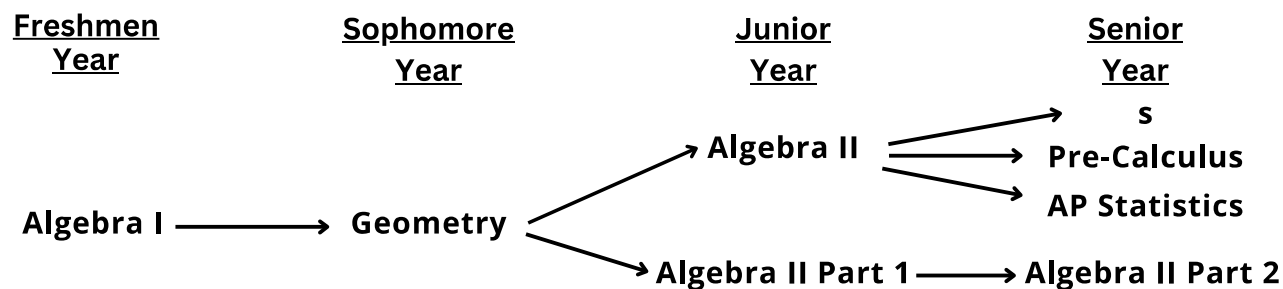 Freshmen
Year
Sophomore
Year
Junior
Year
Senior
Year
s
Algebra II
Pre-Calculus
AP Statistics
Algebra I
Geometry
Algebra II Part 1
Algebra II Part 2